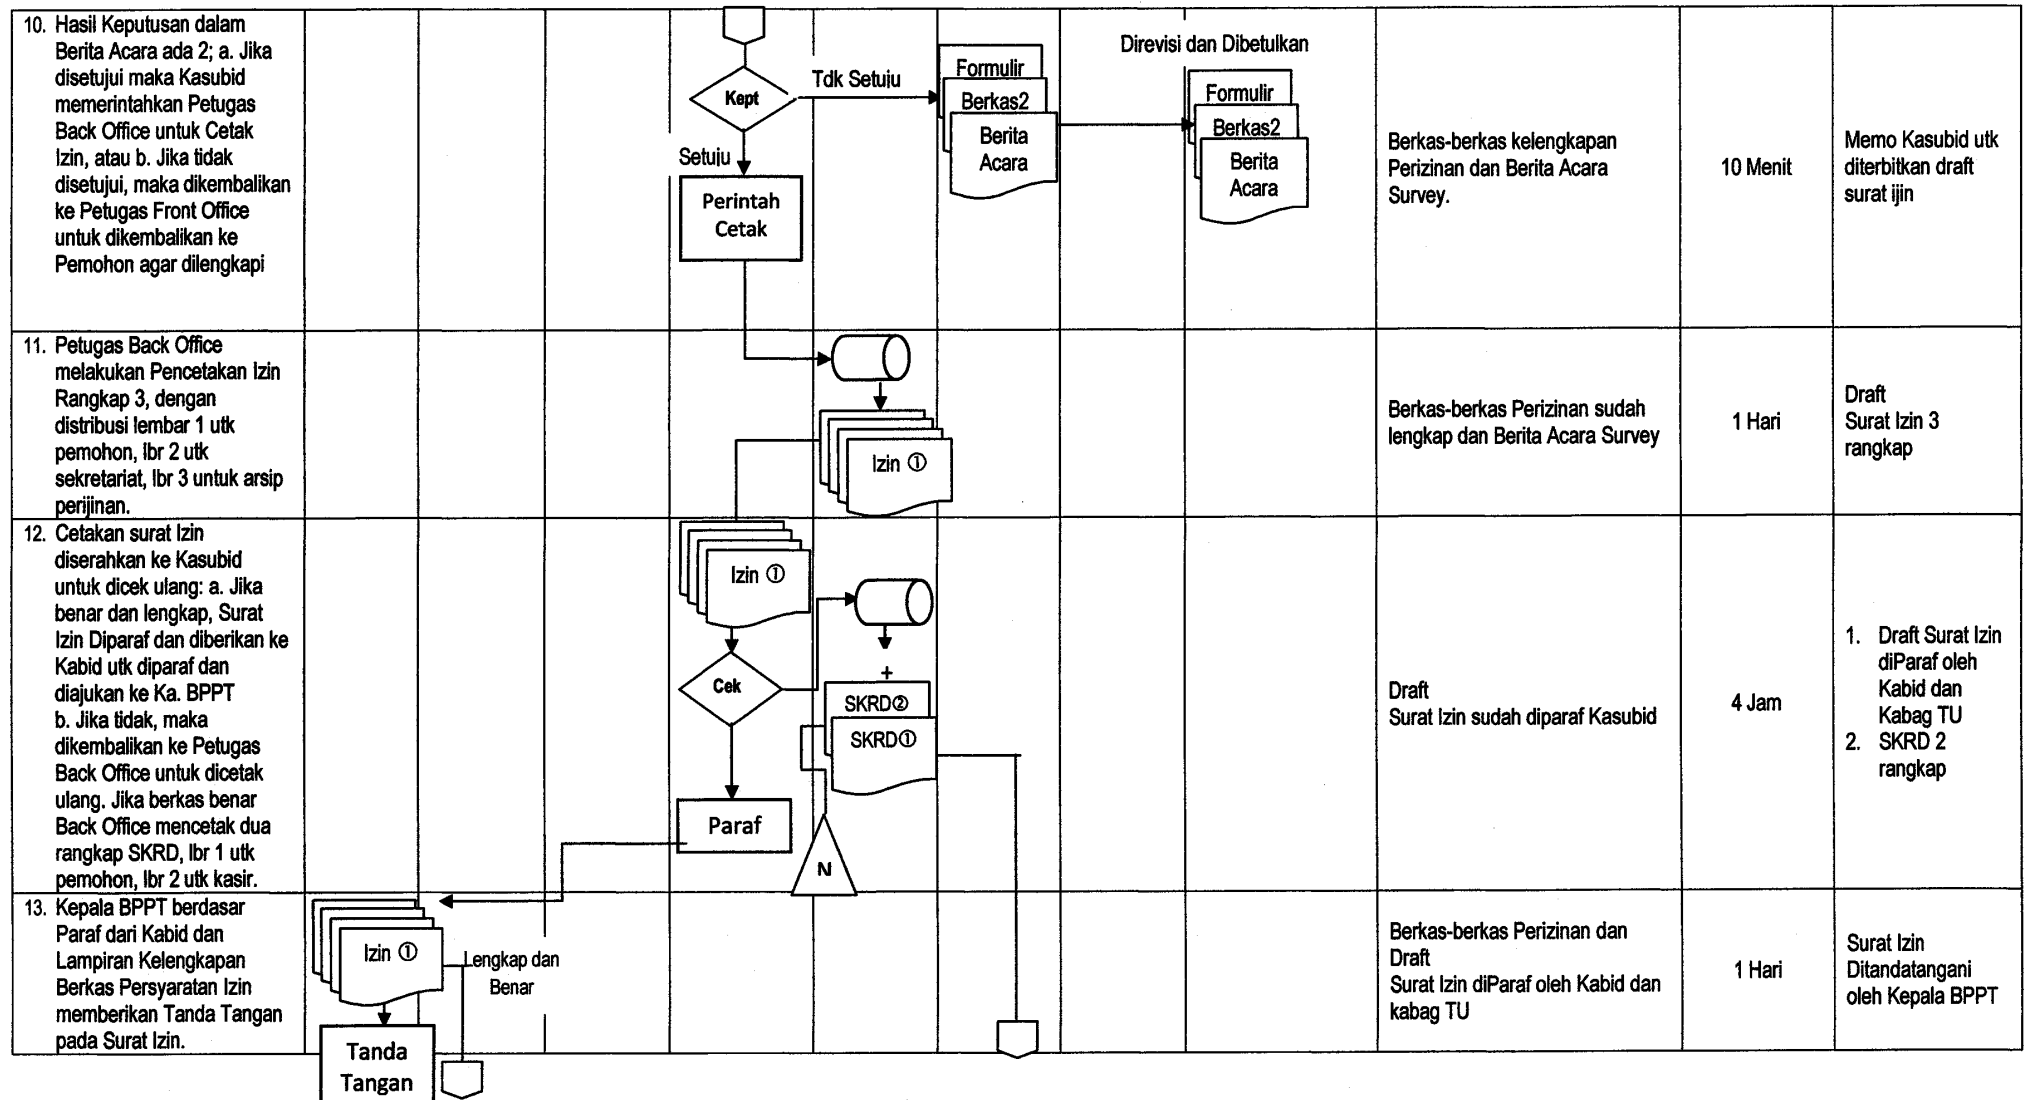 10. Hasil Keputusan dalam
Berita Acara ada 2; a. Jika
disetujui maka Kasubid
memerintahkan Petugas
Back Office untuk Cetak
Izin, atau b. Jika tidak
disetujui, maka dikembalikan
ke Petugas Front Office
untuk dikembalikan ke
Pemohon agar dilengkapi
Kept
Tdk Setuju
Setuju
Perintah
Cetak
Formulir
Berkas2
Berita
Acara
Direvisi dan Dibetulkan
Formulir
Berkas2
Berita
Acara
Berkas-berkas kelengkapan
Perizinan dan Berita Acara
Survey.
10 Menit
Memo Kasubid utk
diterbitkan draft
surat ijin
11. Petugas Back Office
melakukan Pencetakan Izin
Rangkap 3, dengan
distribusi lembar 1 utk
pemohon, lbr 2 utk
sekretariat, lbr 3 untuk arsip
perijinan.
Izin ①
Berkas-berkas Perizinan sudah
lengkap dan Berita Acara Survey
1 Hari
Draft
Surat Izin 3
rangkap
12. Cetakan surat Izin
diserahkan ke Kasubid
untuk dicek ulang: a. Jika
benar dan lengkap, Surat
Izin Diparaf dan diberikan ke
Kabid utk diparaf dan
diajukan ke Ka. BPPT
b. Jika tidak, maka
dikembalikan ke Petugas
Back Office untuk dicetak
ulang. Jika berkas benar
Back Office mencetak dua
rangkap SKRD, lbr 1 utk
pemohon, lbr 2 utk kasir.
Izin ①
Cek
Paraf
+
SKRD②
SKRD①
N
Draft
Surat Izin sudah diparaf Kasubid
4 Jam
1. Draft Surat Izin
diParaf oleh
Kabid dan
Kabag TU
2. SKRD 2
rangkap
13. Kepala BPPT berdasar
Paraf dari Kabid dan
Lampiran Kelengkapan
Berkas Persyaratan Izin
memberikan Tanda Tangan
pada Surat Izin.
Izin ①
Lengkap dan
Benar
Tanda
Tangan
Berkas-berkas Perizinan dan
Draft
Surat Izin diParaf oleh Kabid dan
kabag TU
1 Hari
Surat Izin
Ditandatangani
oleh Kepala BPPT